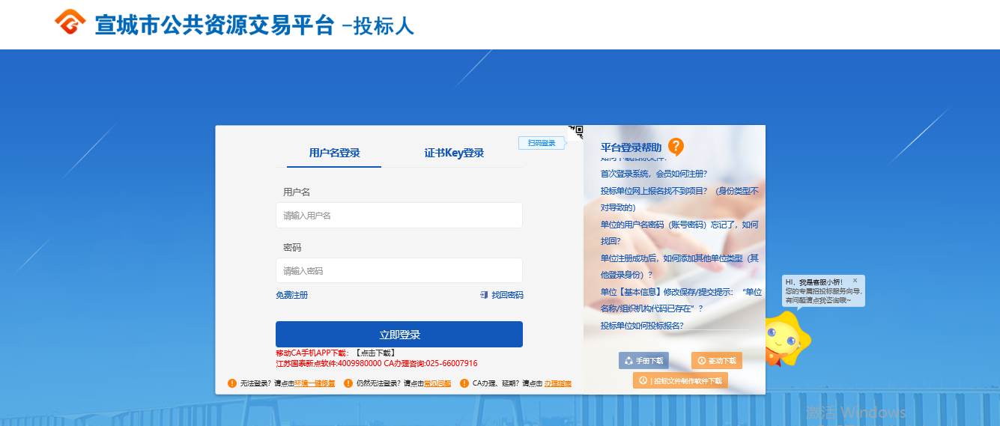 宣城市公共资源交易平台 -投标人
用户名登录
证书Key登录
扫码登录
用户名
请输入用户名
密码
请输入密码
免费注册
找回密码
立即登录
移动CA手机APP下载：【点击下载】
江苏国泰新点软件:4009980000 CA办理咨询:025-66007916
无法登录？请点击环境一键修复
仍然无法登录？请点击常见问题
CA办理、延期？请点击 办理指南
平台登录帮助
如何下载招标文件？
首次登录系统，会员如何注册？
投标单位网上报名找不到项目？（身份类型不
对导致的）
单位的用户名密码（账号密码）忘记了，如何
找回？
单位注册成功后，如何添加其他单位类型（其
他登录身份）？
单位【基本信息】修改保存/提交提示：“单位
名称/组织机构代码已存在”？
投标单位如何投标报名？
手册下载
驱动下载
| 投标文件制作软件下载
HI，我是客服小桥！
您的专属招投标服务向导，
有问题请点我咨询哦~
激活 Windows